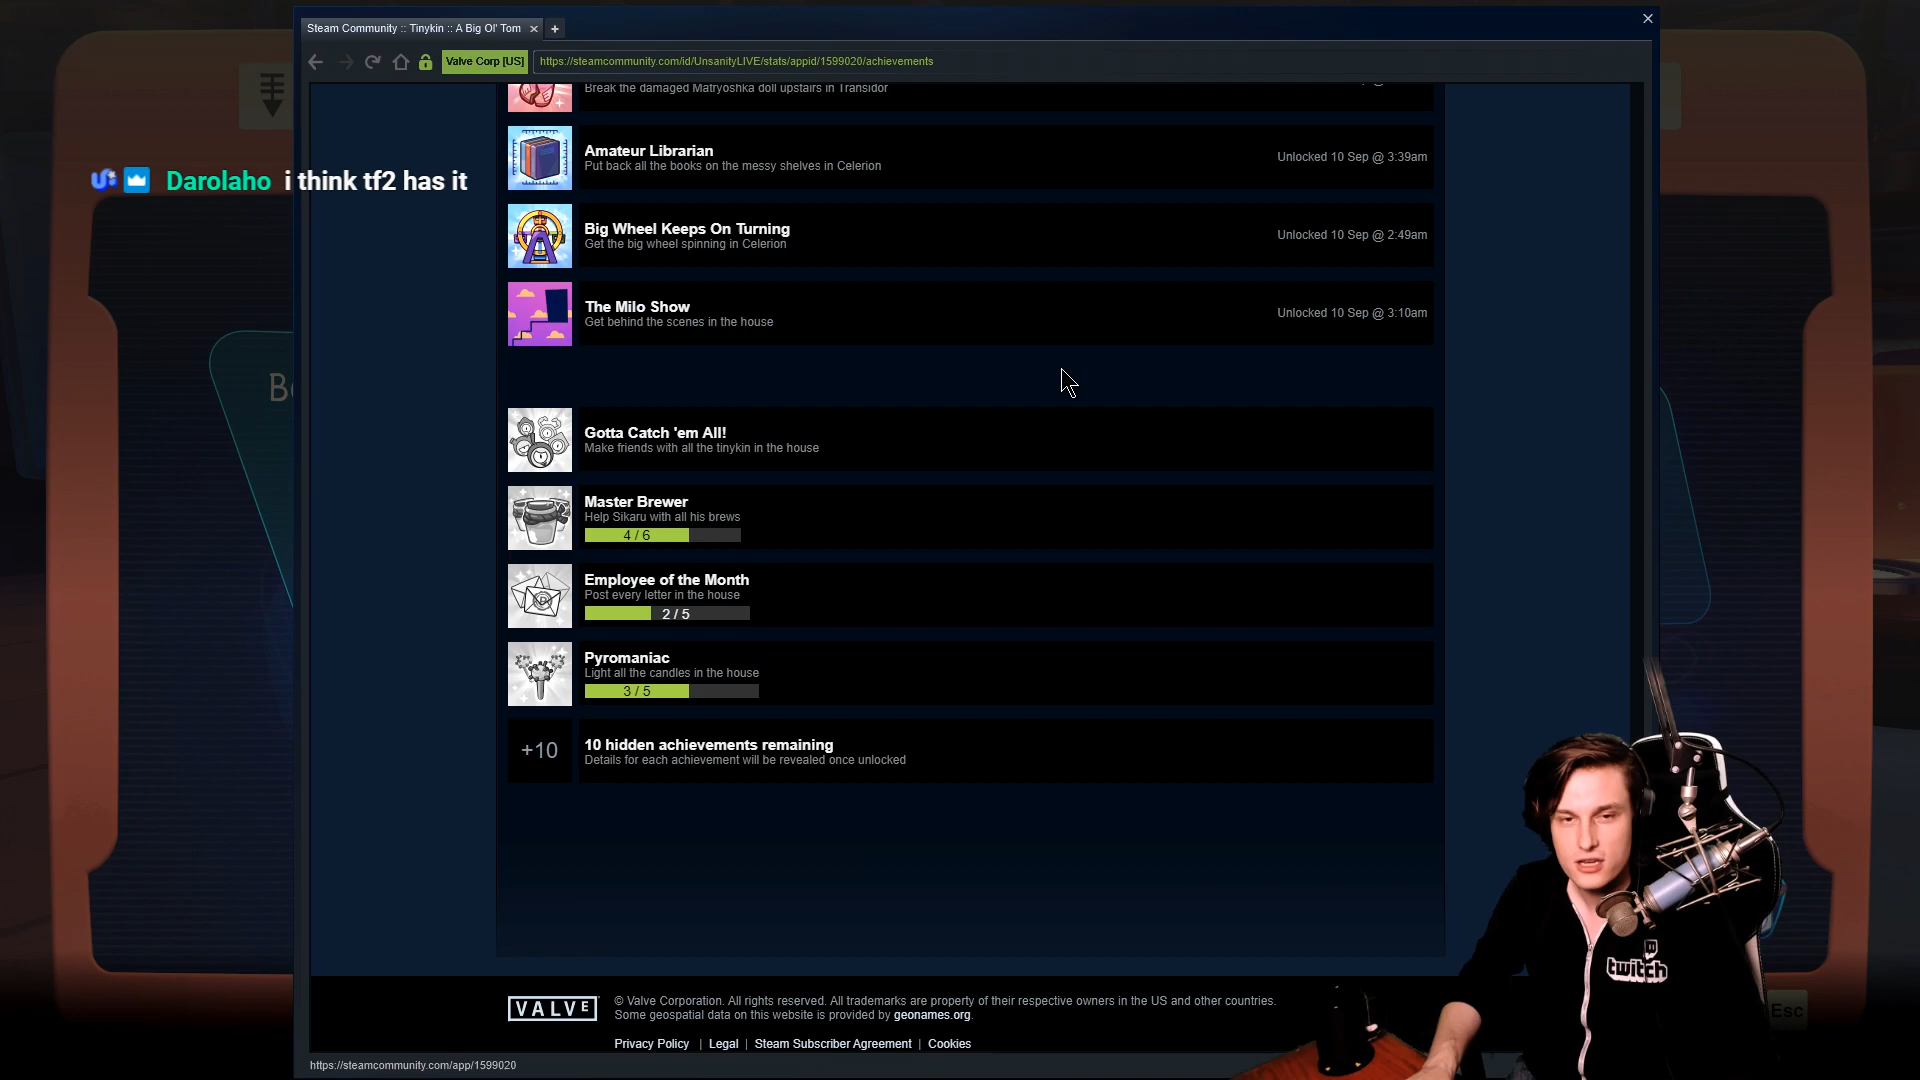 Steam Community :: Tinykin :: A Big Ol' Tom
Valve Corp [US]
https://steamcommunity.com/id/UnsanityLIVE/stats/appid/1599020/achievements
Break the damaged Matryoshka doll upstairs in Transidor
Amateur Librarian
Put back all the books on the messy shelves in Celerion
Unlocked 10 Sep @ 3:39am
Darolaho i think tf2 has it
Big Wheel Keeps On Turning
Get the big wheel spinning in Celerion
Unlocked 10 Sep @ 2:49am
The Milo Show
Get behind the scenes in the house
Unlocked 10 Sep @ 3:10am
Gotta Catch 'em All!
Make friends with all the tinykin in the house
Master Brewer
Help Sikaru with all his brews
4 / 6
Employee of the Month
Post every letter in the house
2 / 5
Pyromaniac
Light all the candles in the house
3 / 5
+10
10 hidden achievements remaining
Details for each achievement will be revealed once unlocked
twitch
VALVE
© Valve Corporation. All rights reserved. All trademarks are property of their respective owners in the US and other countries.
Some geospatial data on this website is provided by geonames.org.
Esc
Privacy Policy | Legal | Steam Subscriber Agreement | Cookies
https://steamcommunity.com/app/1599020